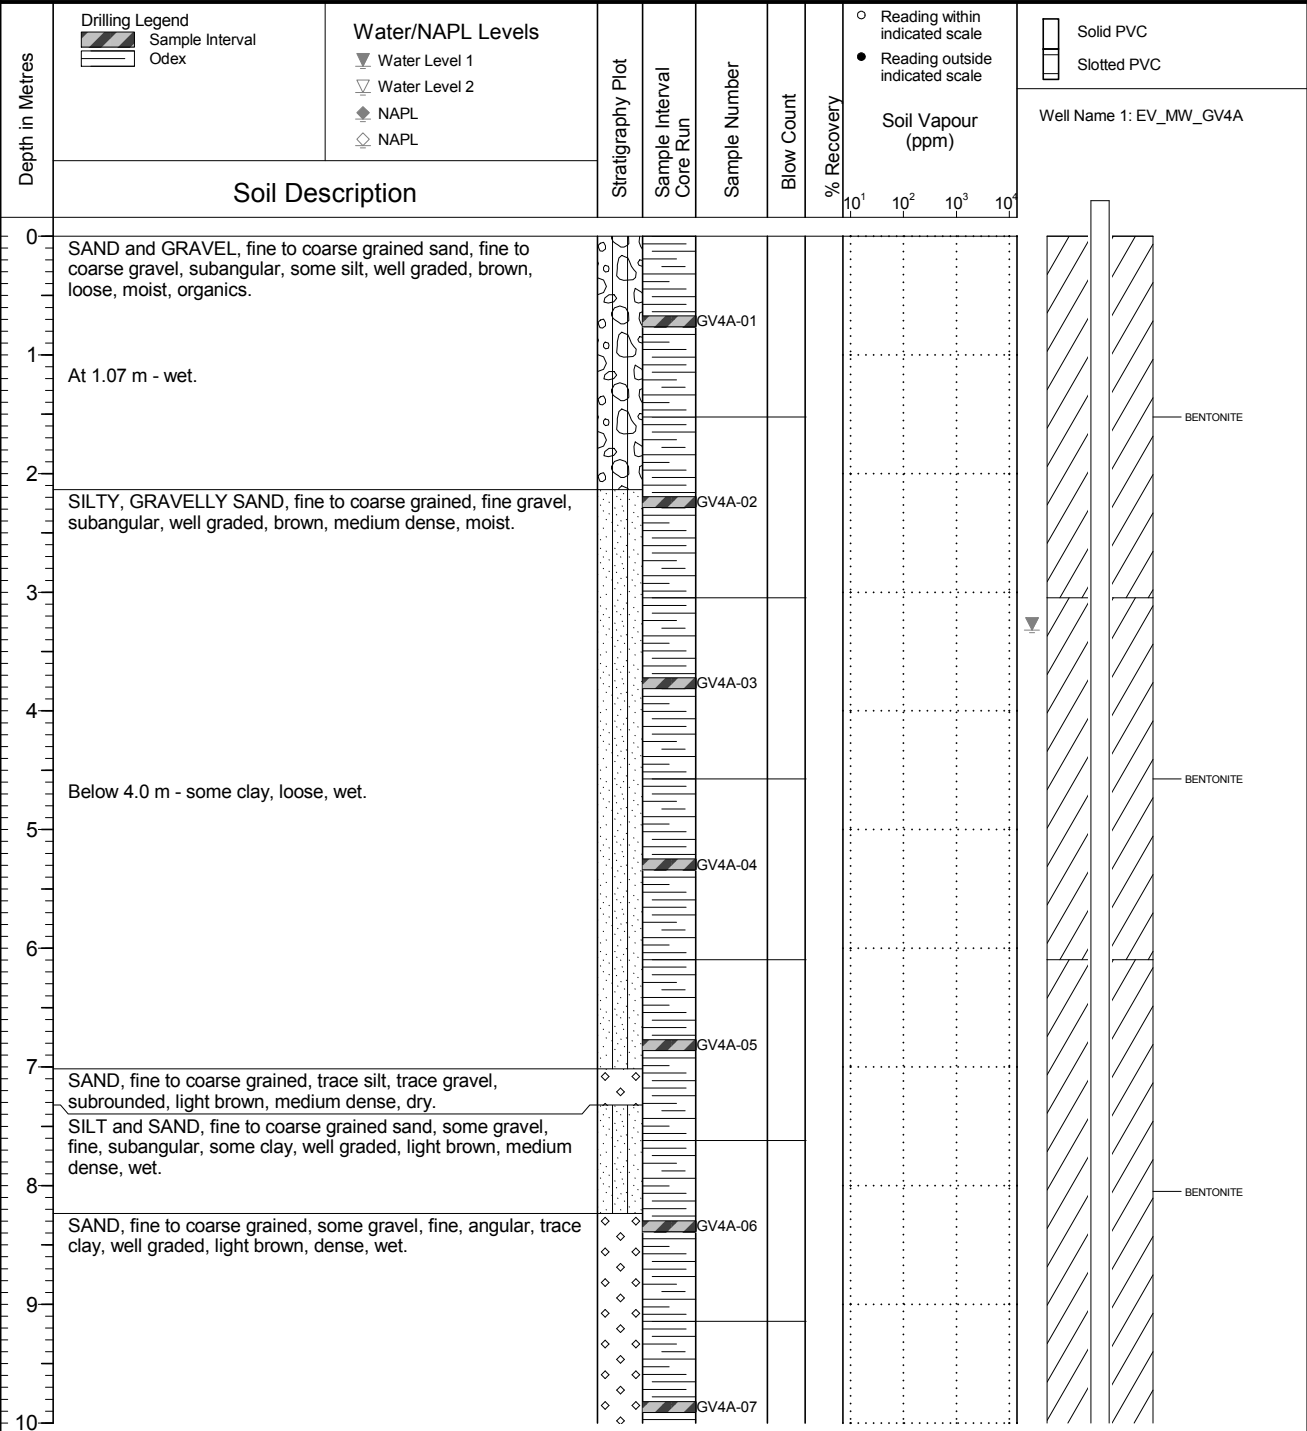 Drilling Legend
Sample Interval
Odex
Water/NAPL Levels
Water Level 1
Water Level 2
NAPL
NAPL
Depth in Metres
Soil Description
Stratigraphy Plot
Sample Interval
Core Run
Sample Number
Blow Count
% Recovery
Reading within
indicated scale
Reading outside
indicated scale
Soil Vapour
(ppm)
10¹ 10² 10³ 10⁴
Solid PVC
Slotted PVC
Well Name 1: EV_MW_GV4A
0
SAND and GRAVEL, fine to coarse grained sand, fine to
coarse gravel, subangular, some silt, well graded, brown,
loose, moist, organics.
GV4A-01
1
At 1.07 m - wet.
BENTONITE
2
SILTY, GRAVELLY SAND, fine to coarse grained, fine gravel,
subangular, well graded, brown, medium dense, moist.
GV4A-02
3
GV4A-03
4
BENTONITE
Below 4.0 m - some clay, loose, wet.
5
GV4A-04
6
GV4A-05
7
SAND, fine to coarse grained, trace silt, trace gravel,
subrounded, light brown, medium dense, dry.
SILT and SAND, fine to coarse grained sand, some gravel,
fine, subangular, some clay, well graded, light brown, medium
dense, wet.
8
BENTONITE
SAND, fine to coarse grained, some gravel, fine, angular, trace
clay, well graded, light brown, dense, wet.
GV4A-06
9
GV4A-07
10